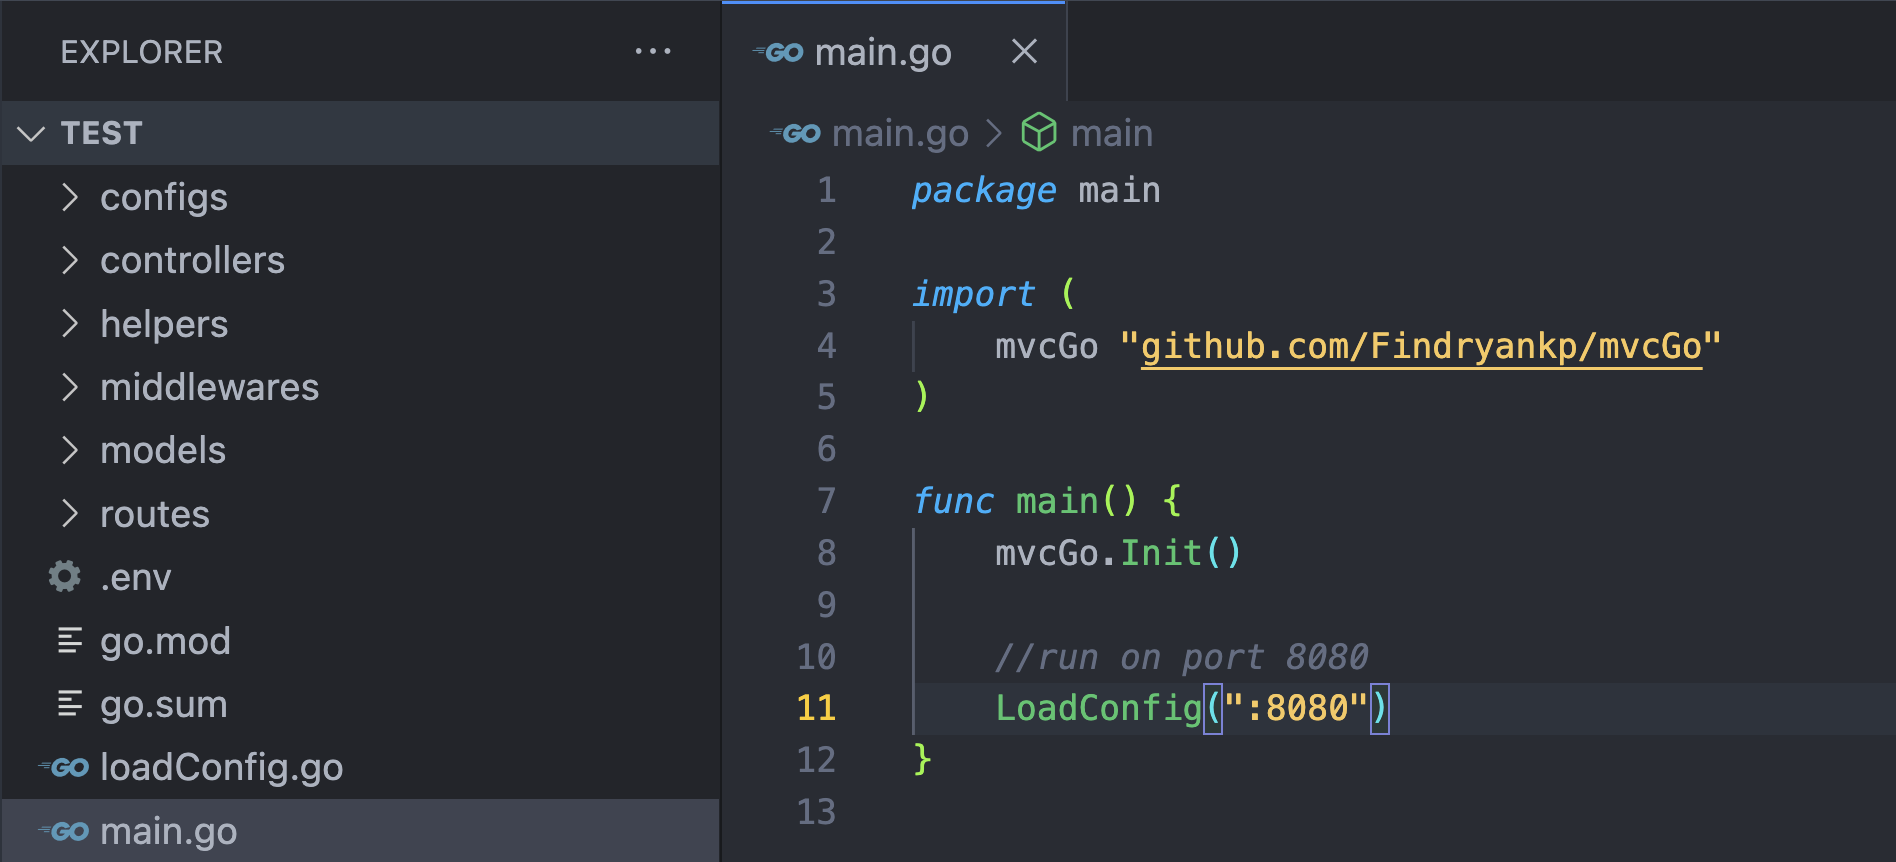 EXPLORER ···
TEST
configs
controllers
helpers
middlewares
models
routes
.env
go.mod
go.sum
GO loadConfig.go
GO main.go
GO main.go
GO main.go main
1 package main
2
3 import (
4 mvcGo "github.com/Findryankp/mvcGo"
5 )
6
7 func main() {
8 mvcGo.Init()
9
10 //run on port 8080
11 LoadConfig(":8080")
12 }
13